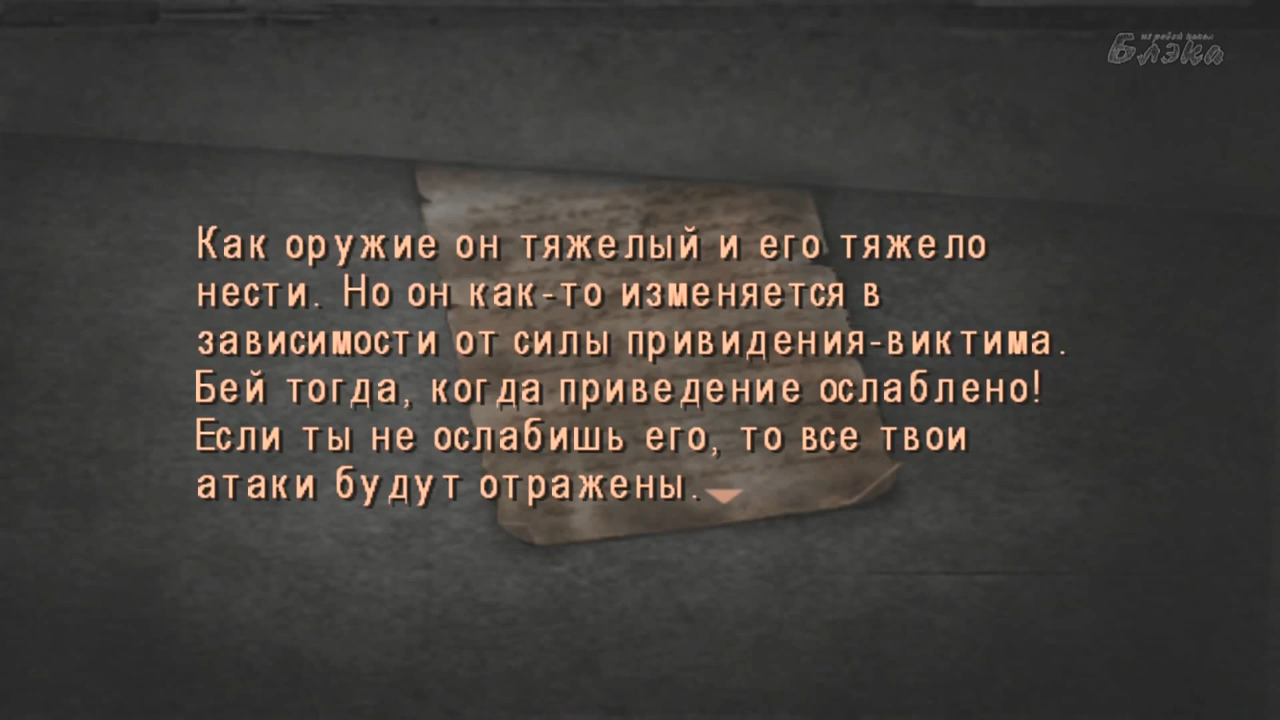 Блэка
Как оружие он тяжелый и его тяжело
нести. Но он как-то изменяется в
зависимости от силы привидения-виктима.
Бей тогда, когда приведение ослаблено!
Если ты не ослабишь его, то все твои
атаки будут отражены.